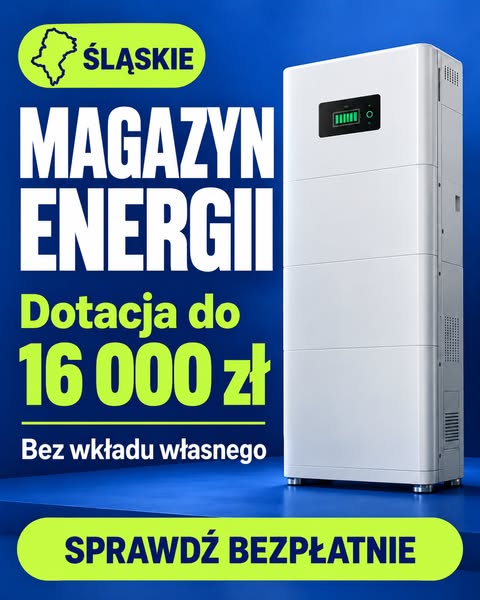 ŚLĄSKIE
MAGAZYN
ENERGII
Dotacja do
16 000 zł
Bez wkładu własnego
SPRAWDŹ BEZPŁATNIE